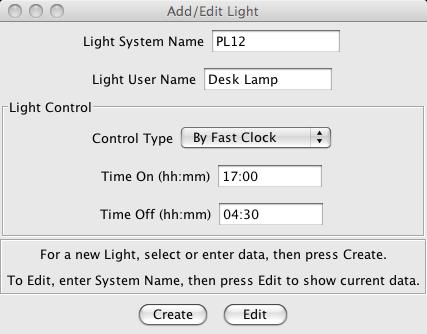 Add/Edit Light
Light System Name PL12
Light User Name Desk Lamp
Light Control
Control Type By Fast Clock
Time On (hh:mm) 17:00
Time Off (hh:mm) 04:30
For a new Light, select or enter data, then press Create.
To Edit, enter System Name, then press Edit to show current data.
Create Edit